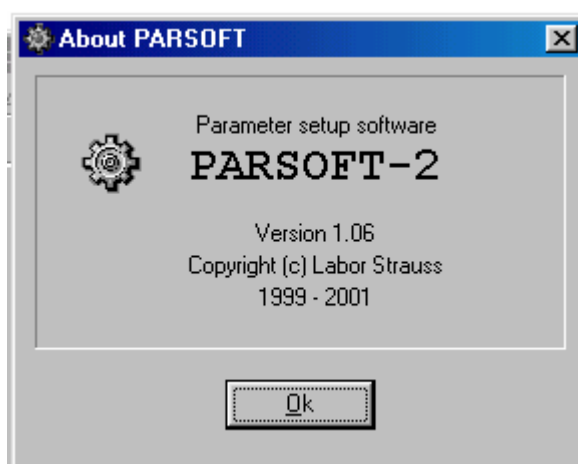 About PARSOFT
Parameter setup software
PARSOFT-2
Version 1.06
Copyright (c) Labor Strauss
1999 - 2001
Ok